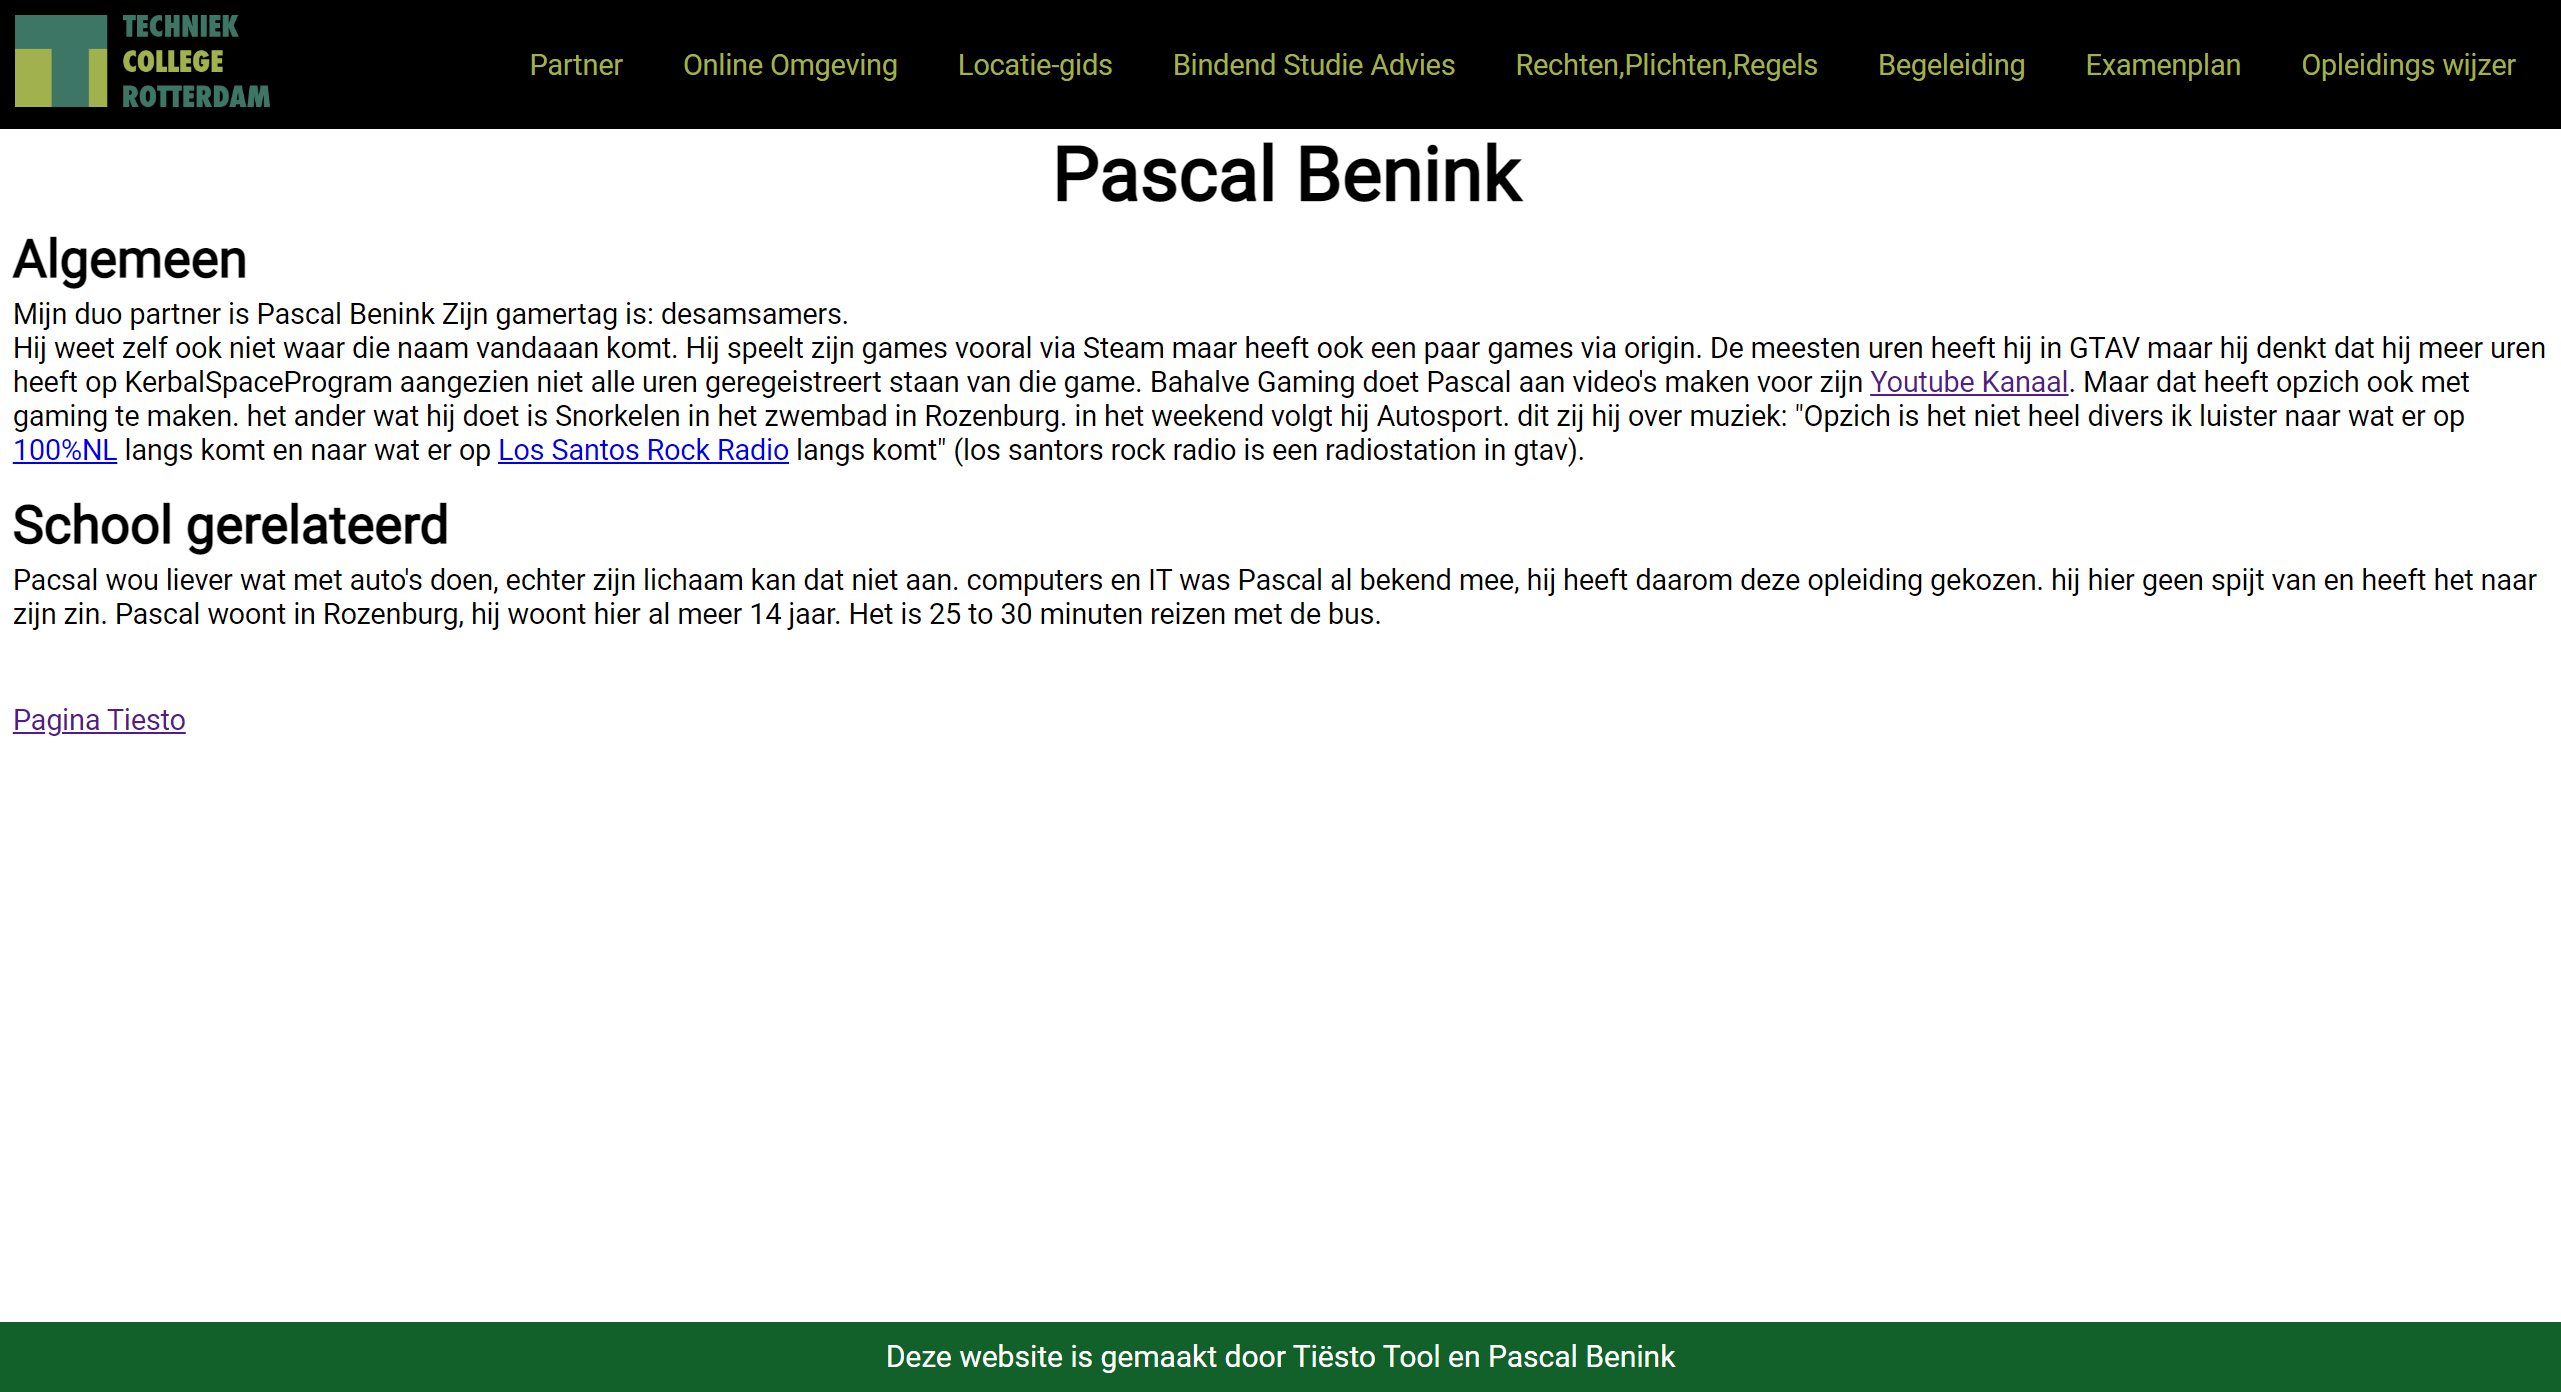 TECHNIEK
COLLEGE
ROTTERDAM
Partner Online Omgeving Locatie-gids Bindend Studie Advies Rechten,Plichten,Regels Begeleiding Examenplan Opleidings wijzer
Pascal Benink
Algemeen
Mijn duo partner is Pascal Benink Zijn gamertag is: desamsamers.
Hij weet zelf ook niet waar die naam vandaaan komt. Hij speelt zijn games vooral via Steam maar heeft ook een paar games via origin. De meesten uren heeft hij in GTAV maar hij denkt dat hij meer uren
heeft op KerbalSpaceProgram aangezien niet alle uren geregeistreert staan van die game. Bahalve Gaming doet Pascal aan video's maken voor zijn Youtube Kanaal. Maar dat heeft opzich ook met
gaming te maken. het ander wat hij doet is Snorkelen in het zwembad in Rozenburg. in het weekend volgt hij Autosport. dit zij hij over muziek: "Opzich is het niet heel divers ik luister naar wat er op
100%NL langs komt en naar wat er op Los Santos Rock Radio langs komt" (los santors rock radio is een radiostation in gtav).
School gerelateerd
Pacsal wou liever wat met auto's doen, echter zijn lichaam kan dat niet aan. computers en IT was Pascal al bekend mee, hij heeft daarom deze opleiding gekozen. hij hier geen spijt van en heeft het naar
zijn zin. Pascal woont in Rozenburg, hij woont hier al meer 14 jaar. Het is 25 to 30 minuten reizen met de bus.
Pagina Tiesto
Deze website is gemaakt door Tiësto Tool en Pascal Benink